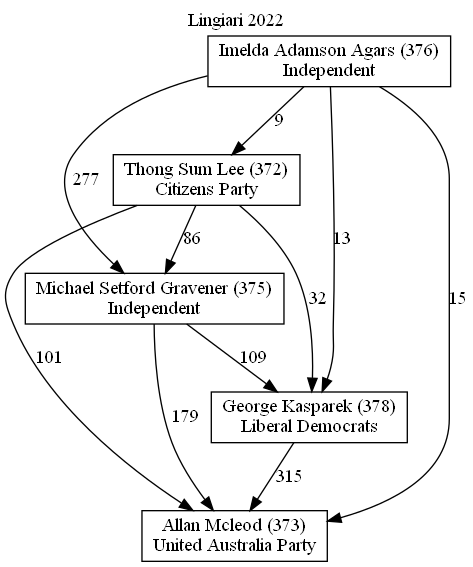 Lingiari 2022
Imelda Adamson Agars (376)
Independent
9
Thong Sum Lee (372)
Citizens Party
277
86
13
Michael Setford Gravener (375)
Independent
32
15
101
109
George Kasparek (378)
Liberal Democrats
179
315
Allan Mcleod (373)
United Australia Party